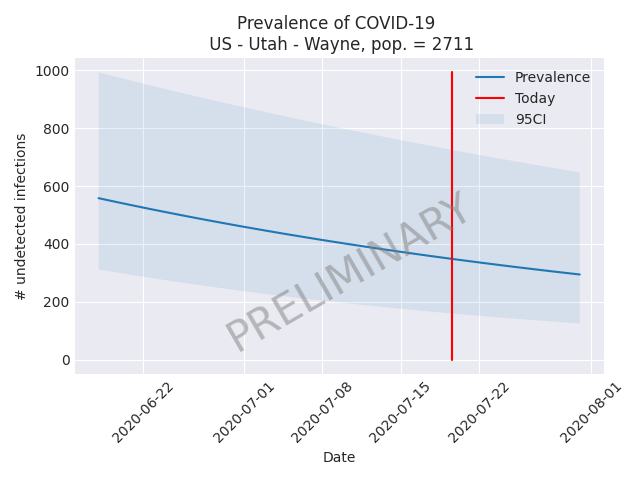 Prevalence of COVID-19
US - Utah - Wayne, pop. = 2711
1000
800
600
400
200
0
# undetected infections
Prevalence
Today
95CI
PRELIMINARY
2020-06-22
2020-07-01
2020-07-08
2020-07-15
2020-07-22
2020-08-01
Date